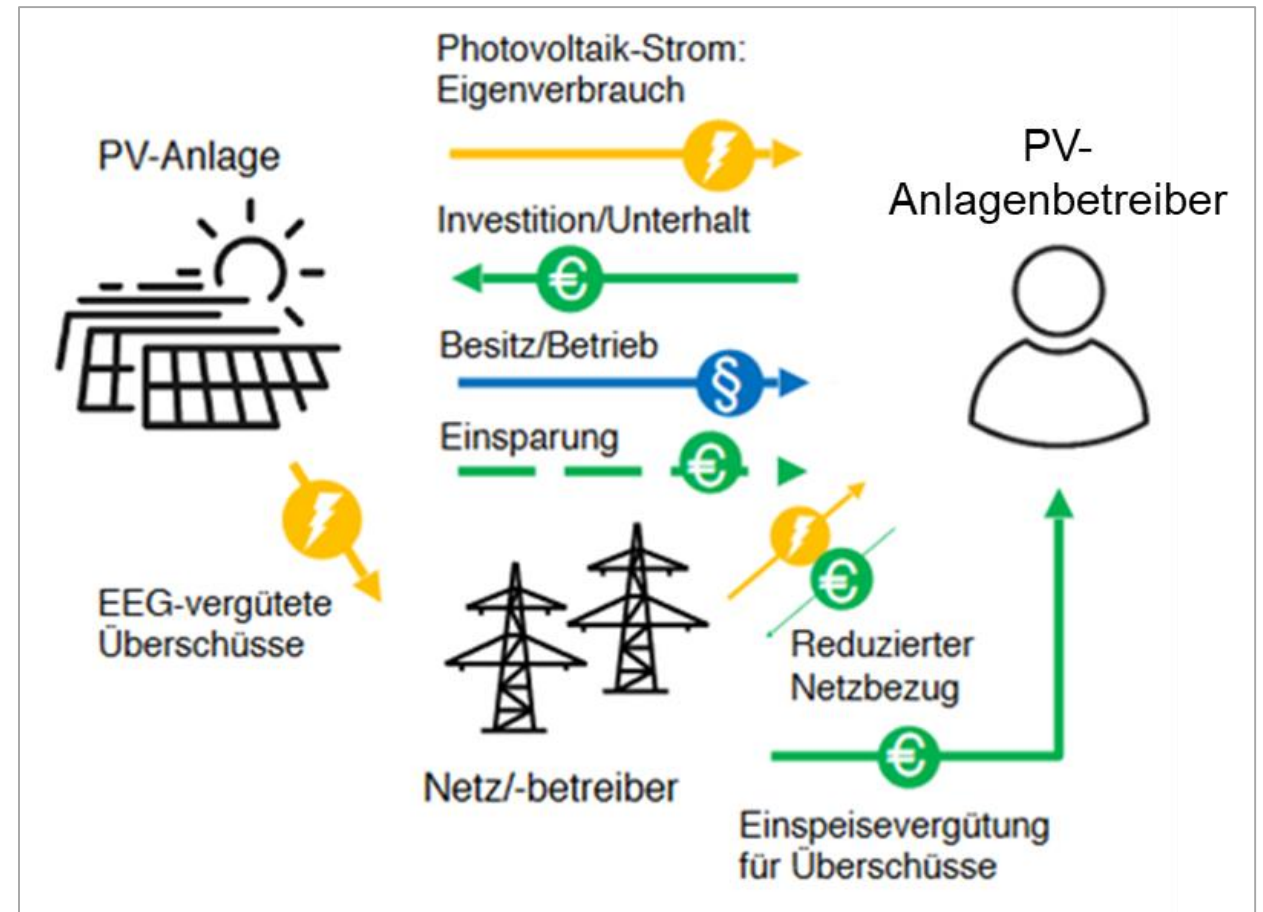 Photovoltaik-Strom:
Eigenverbrauch
PV-Anlage
PV-
Anlagenbetreiber
Investition/Unterhalt
€
Besitz/Betrieb
§
Einsparung
€
€
EEG-vergütete
Überschüsse
Reduzierter
Netzbezug
€
Netz/-betreiber
Einspeisevergütung
für Überschüsse